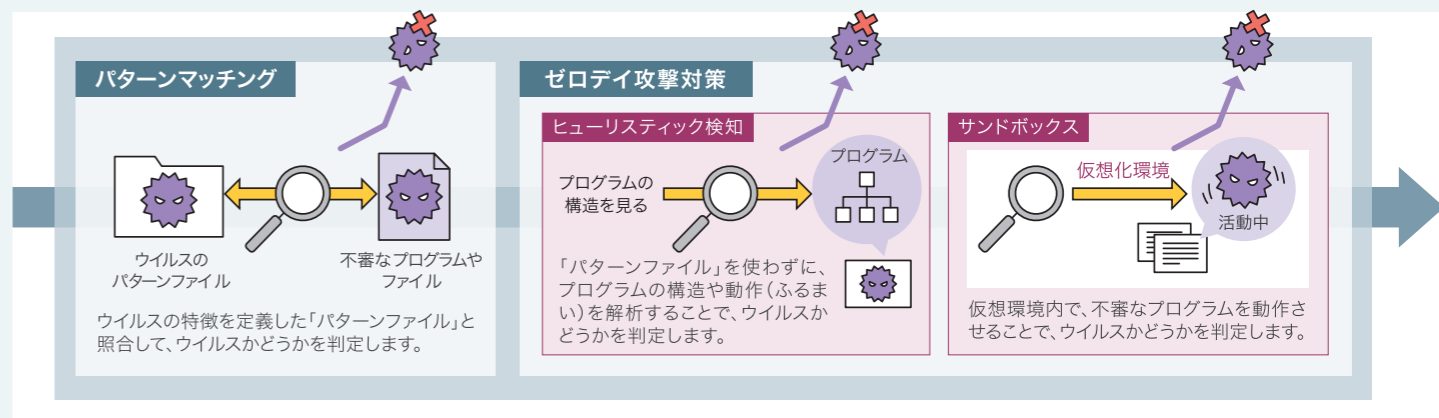 パターンマッチング
ウイルスの
パターンファイル
不審なプログラムや
ファイル
ウイルスの特徴を定義した「パターンファイル」と
照合して、ウイルスかどうかを判定します。
ゼロデイ攻撃対策
ヒューリスティック検知
プログラムの
構造を見る
プログラム
「パターンファイル」を使わずに、
プログラムの構造や動作(ふるま
い)を解析することで、ウイルスか
どうかを判定します。
サンドボックス
仮想化環境
活動中
仮想環境内で、不審なプログラムを動作さ
せることで、ウイルスかどうかを判定します。